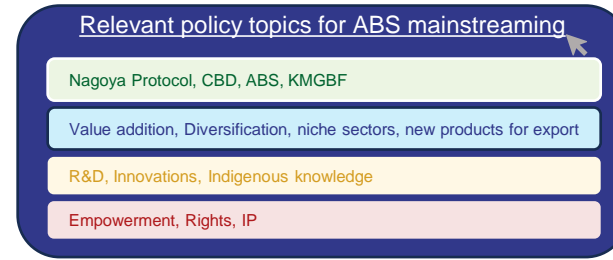 Relevant policy topics for ABS mainstreaming
Nagoya Protocol, CBD, ABS, KMGBF
Value addition, Diversification, niche sectors, new products for export
R&D, Innovations, Indigenous knowledge
Empowerment, Rights, IP